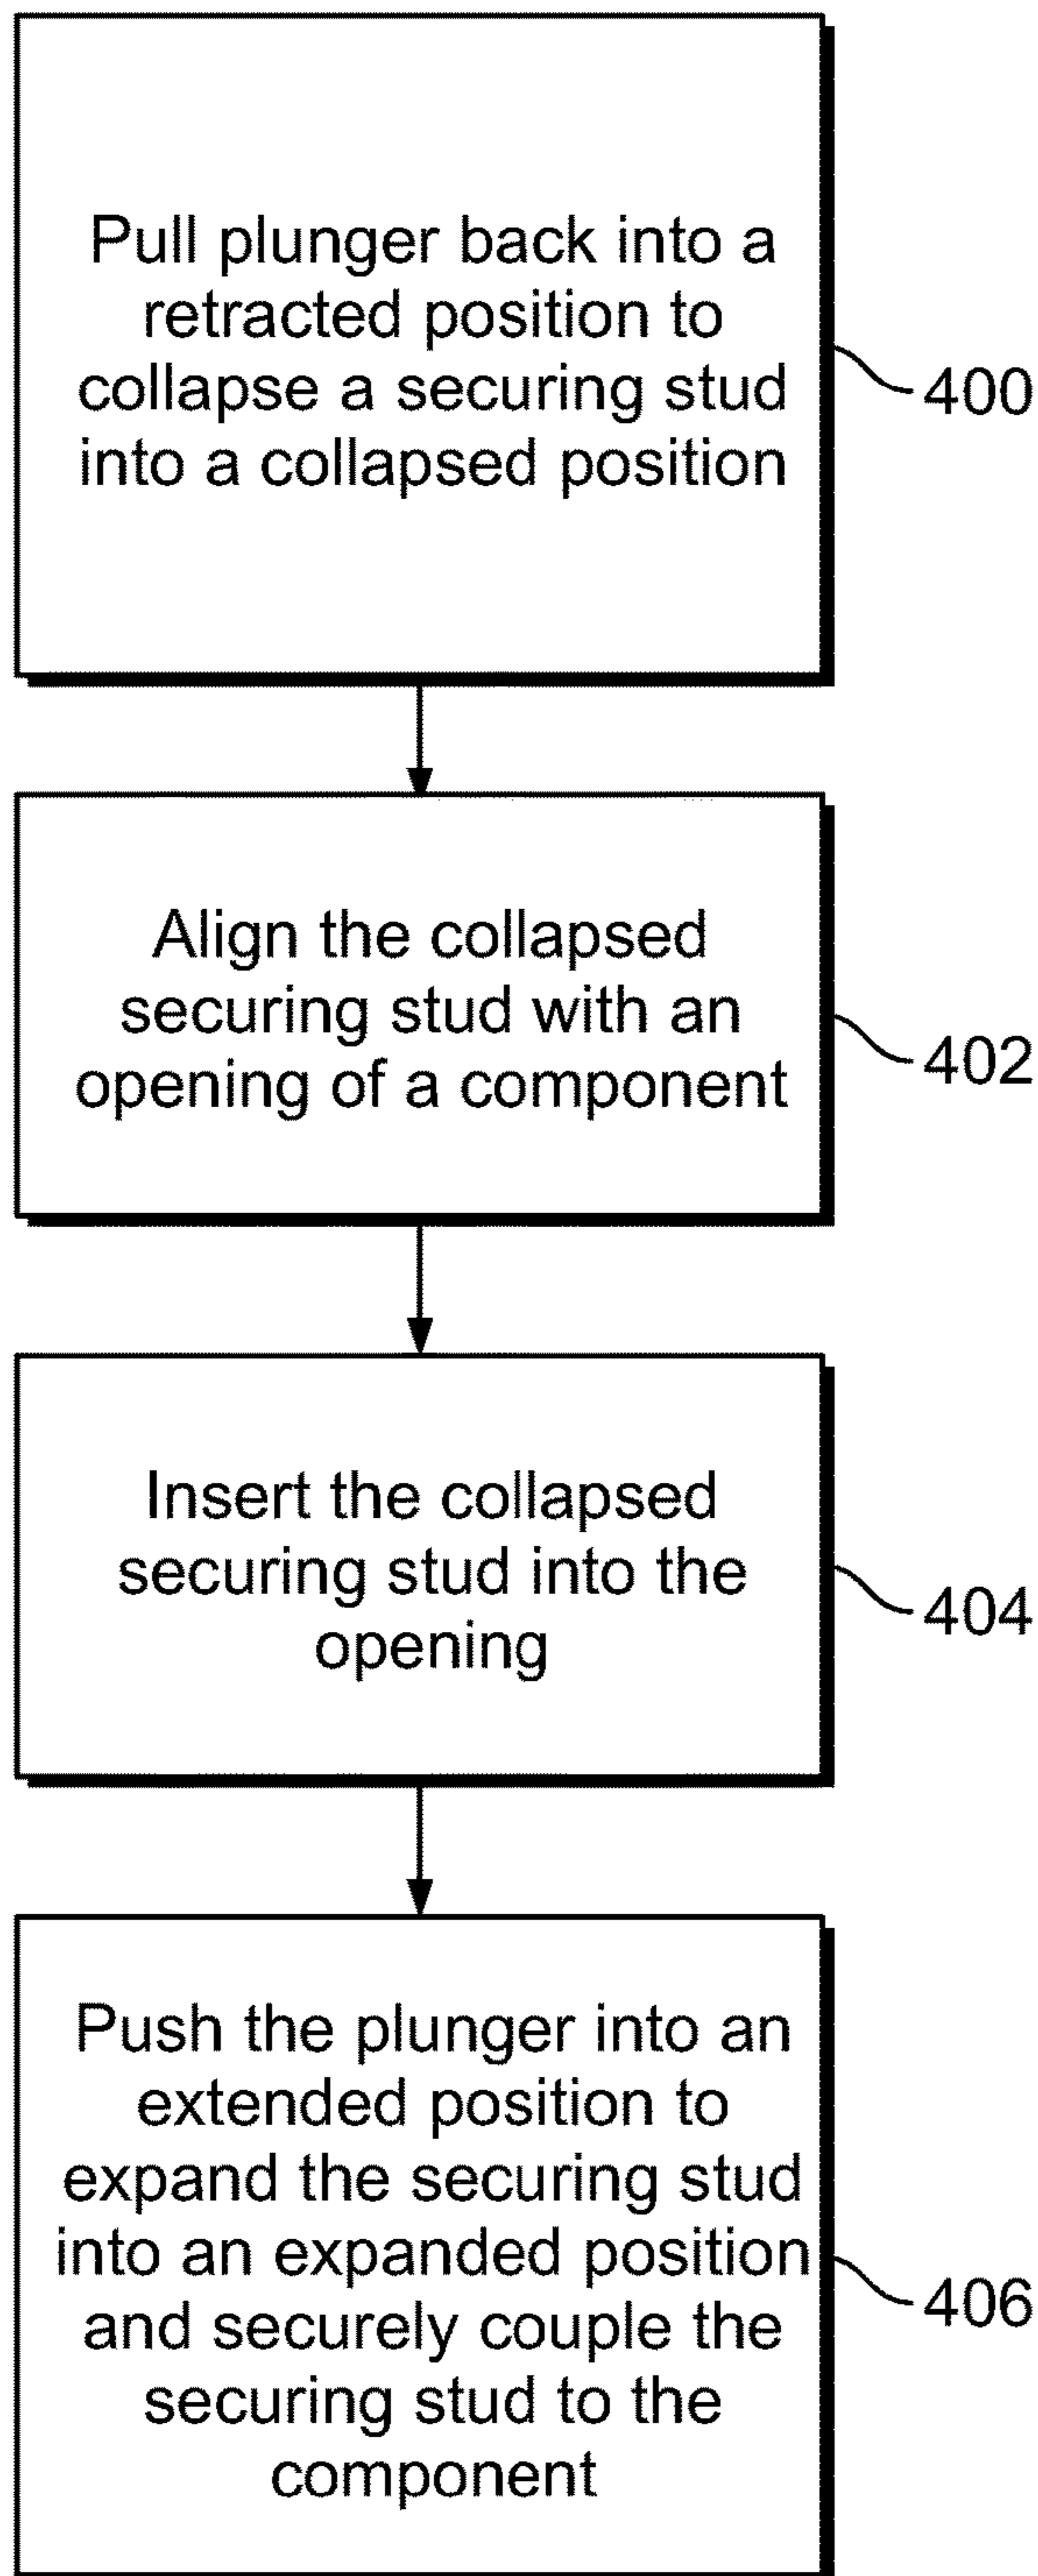 Pull plunger back into a
retracted position to
collapse a securing stud
into a collapsed position
400
Align the collapsed
securing stud with an
opening of a component
402
Insert the collapsed
securing stud into the
opening
404
Push the plunger into an
extended position to
expand the securing stud
into an expanded position
and securely couple the
securing stud to the
component
406